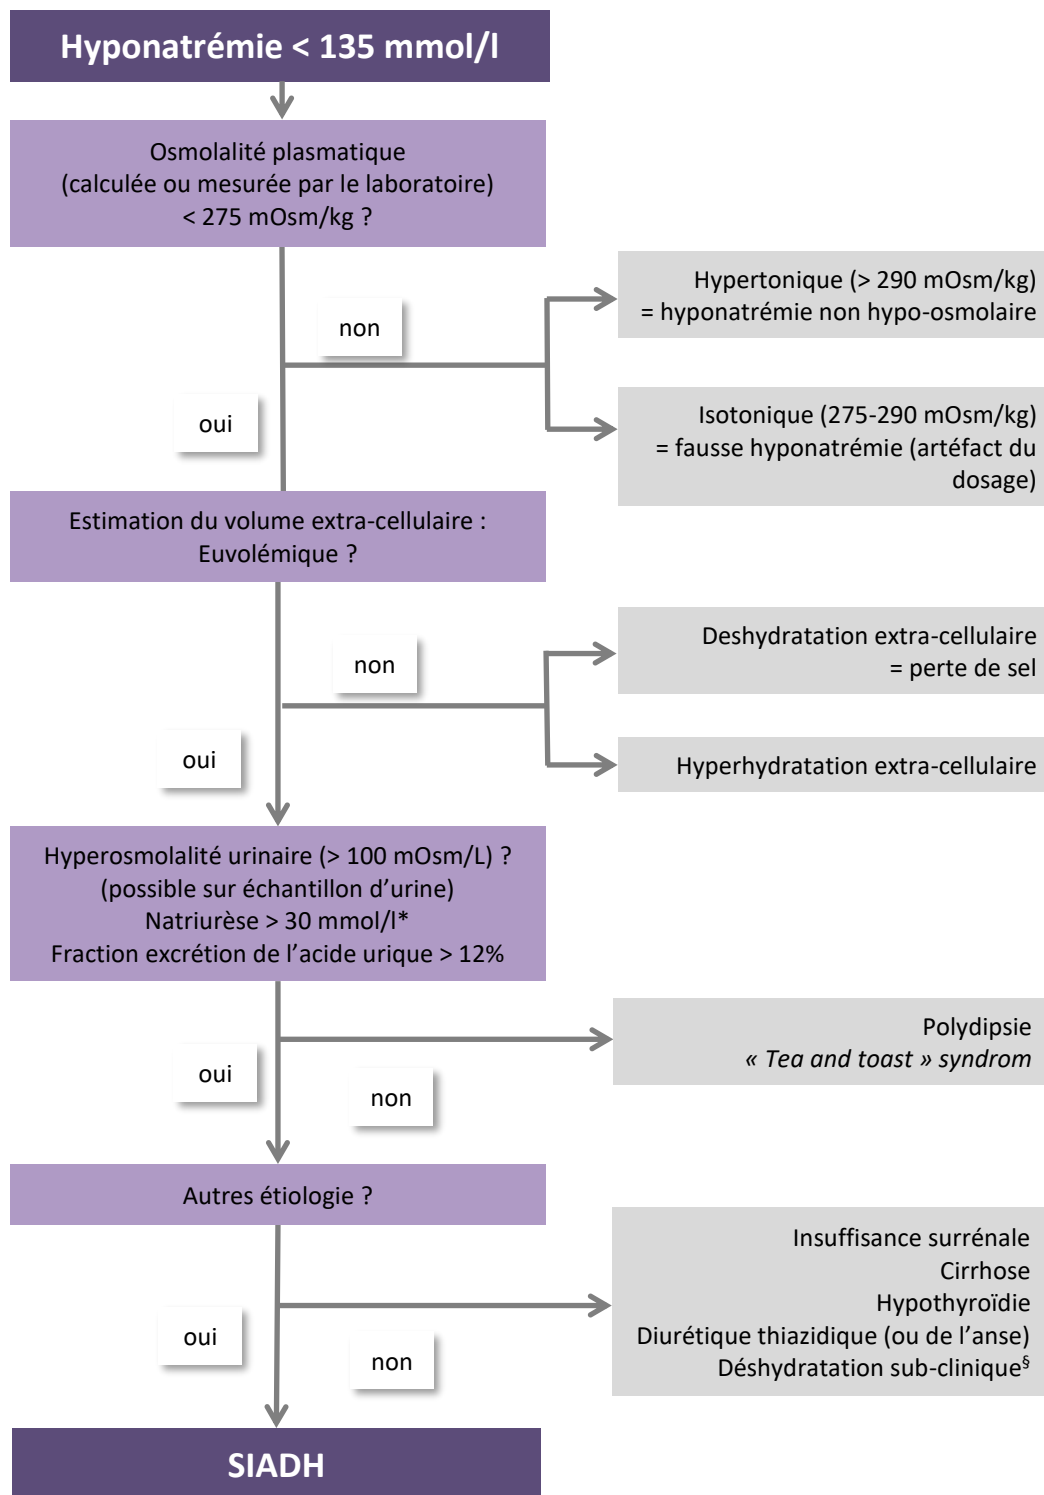 Hyponatrémie < 135 mmol/l
Osmolalité plasmatique
(calculée ou mesurée par le laboratoire)
< 275 mOsm/kg ?
non
Hypertonique (> 290 mOsm/kg)
= hyponatrémie non hypo-osmolaire
oui
Isotonique (275-290 mOsm/kg)
= fausse hyponatrémie (artéfact du
dosage)
Estimation du volume extra-cellulaire :
Euvolémique ?
non
Deshydratation extra-cellulaire
= perte de sel
oui
Hyperhydratation extra-cellulaire
Hyperosmolalité urinaire (> 100 mOsm/L) ?
(possible sur échantillon d’urine)
Natriurèse > 30 mmol/l*
Fraction excrétion de l’acide urique > 12%
Polydipsie
« Tea and toast » syndrom
oui
non
Autres étiologie ?
Insuffisance surrénale
Cirrhose
Hypothyroïdie
Diurétique thiazidique (ou de l’anse)
Déshydratation sub-clinique§
oui
non
SIADH